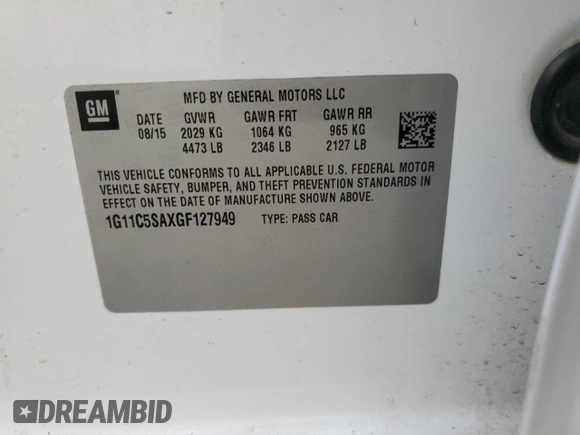 GM
MFD BY GENERAL MOTORS LLC
DATE GVWR GAWR FRT GAWR RR
08/15 2029 KG 1064 KG 965 KG
4473 LB 2346 LB 2127 LB
THIS VEHICLE CONFORMS TO ALL APPLICABLE U.S. FEDERAL MOTOR
VEHICLE SAFETY, BUMPER, AND THEFT PREVENTION STANDARDS IN
EFFECT ON THE DATE OF MANUFACTURE SHOWN ABOVE.
1G11C5SAXGF127949 TYPE: PASS CAR
DREAMBID